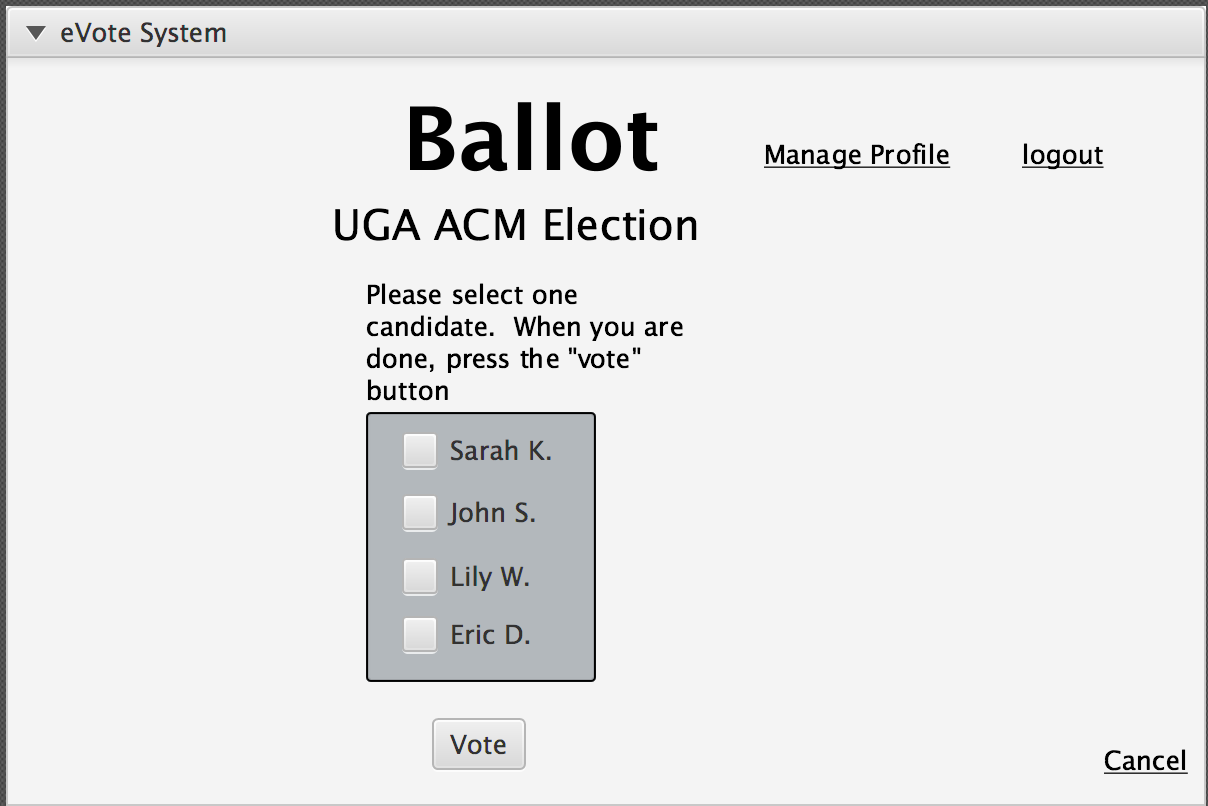 eVote System
Ballot
Manage Profile
logout
UGA ACM Election
Please select one
candidate.  When you are
done, press the "vote"
button
Sarah K.
John S.
Lily W.
Eric D.
Vote
Cancel